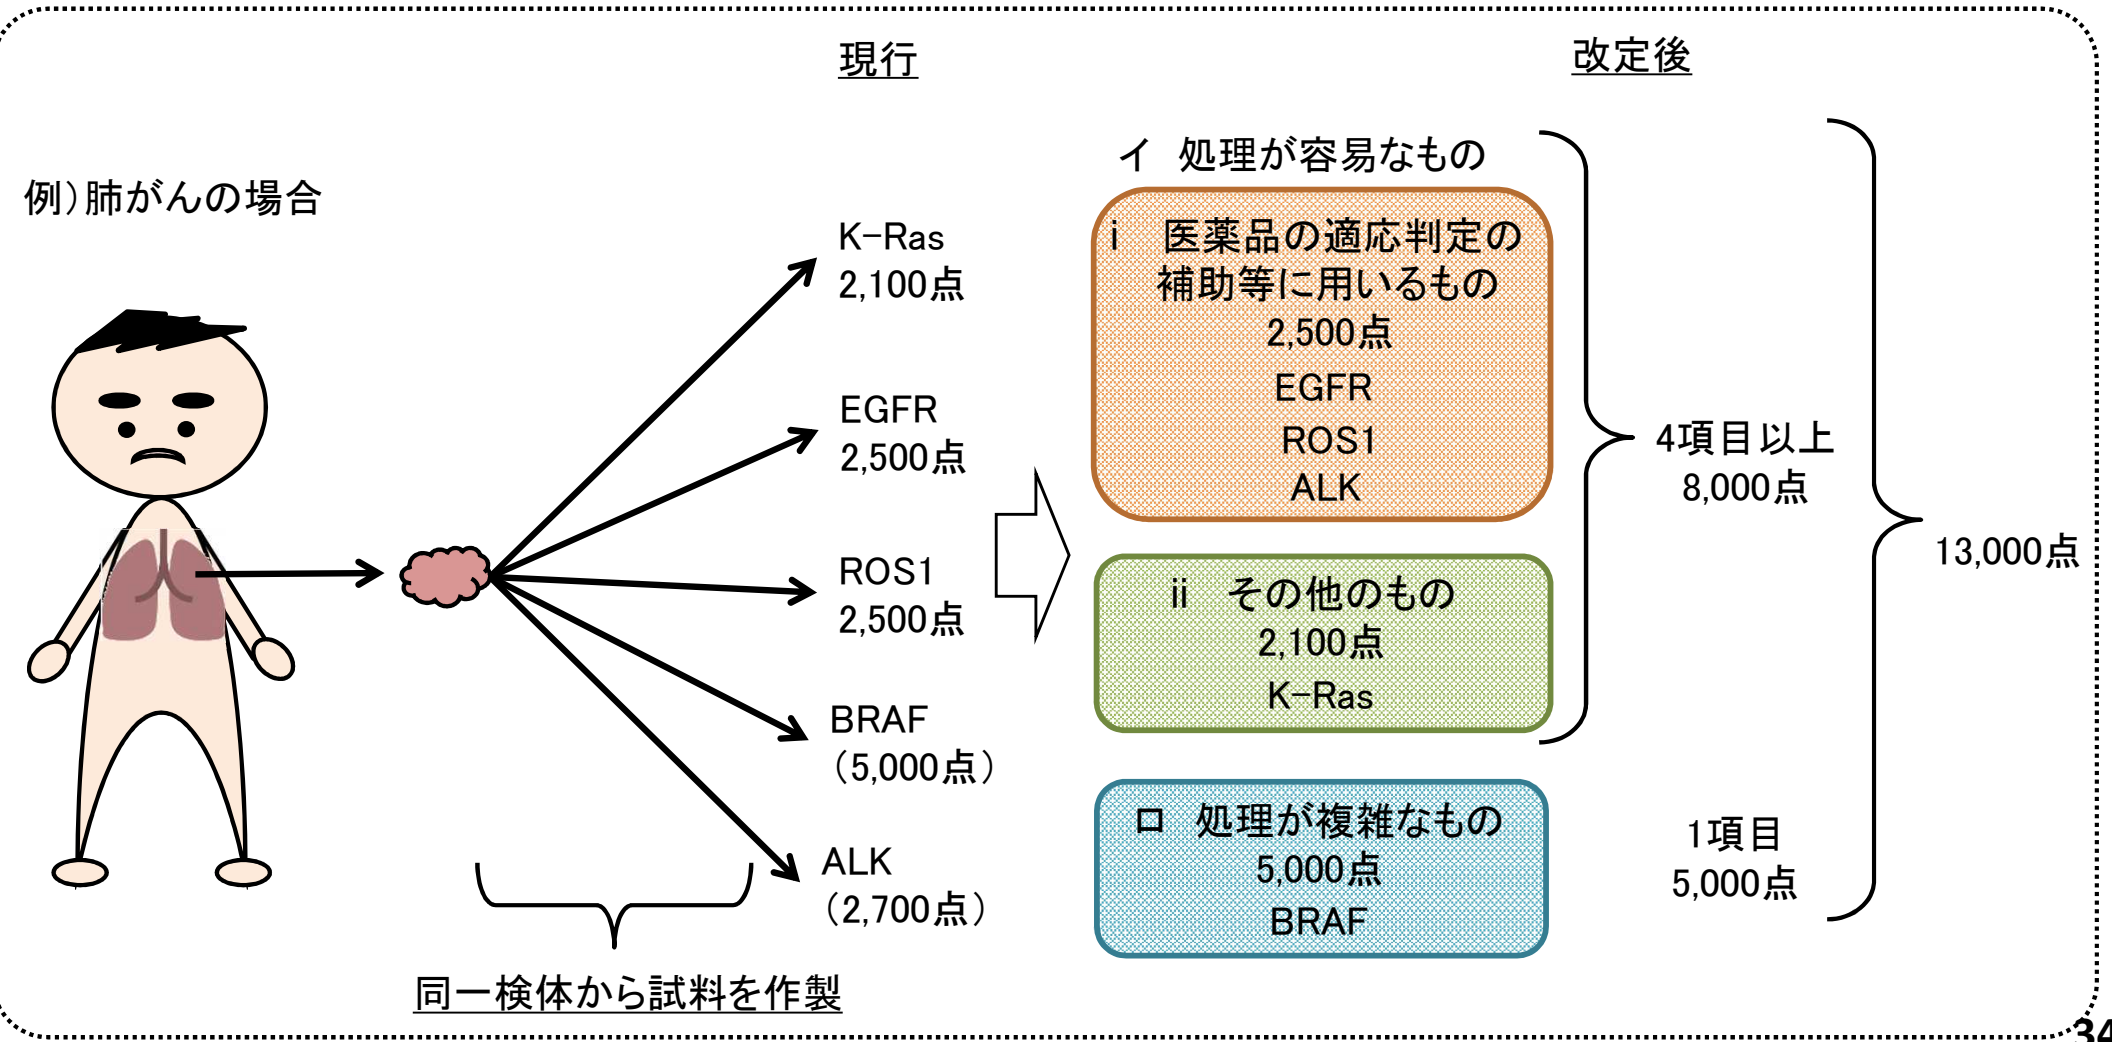 現行
改定後
例）肺がんの場合
K-Ras
2,100点
EGFR
2,500点
ROS1
2,500点
BRAF
（5,000点）
ALK
（2,700点）
同一検体から試料を作製
イ　処理が容易なもの
ⅰ　医薬品の適応判定の
補助等に用いるもの
2,500点
EGFR
ROS1
ALK
ⅱ　その他のもの
2,100点
K-Ras
ロ　処理が複雑なもの
5,000点
BRAF
4項目以上
8,000点
1項目
5,000点
13,000点
34